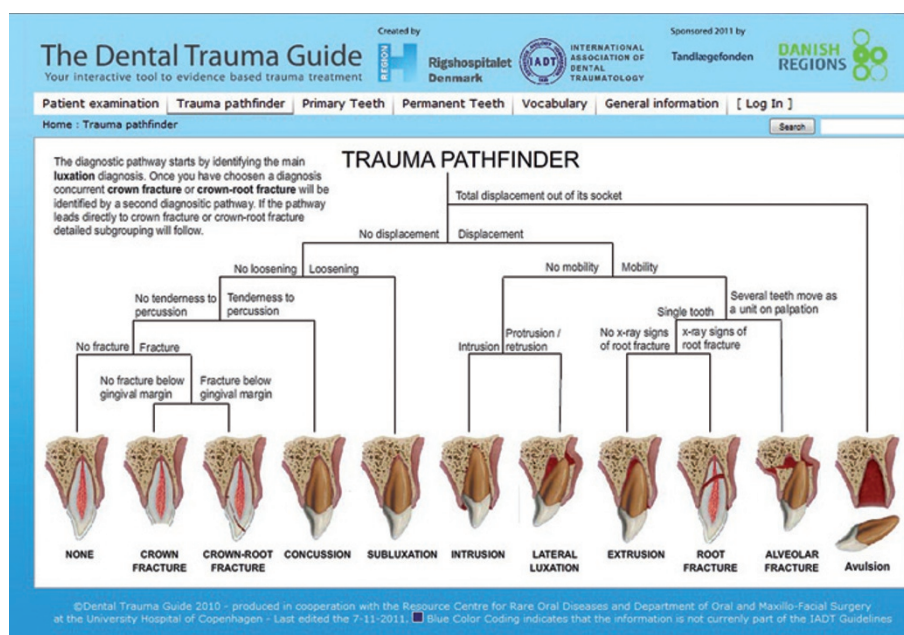 Created by
Sponsored 2011 by
The Dental Trauma Guide
Your interactive tool to evidence based trauma treatment
H
REGION
Rigshospitalet
Denmark
IADT
INTERNATIONAL
ASSOCIATION OF
DENTAL
TRAUMATOLOGY
Tandlægefonden
DANISH
REGIONS
Patient examination Trauma pathfinder Primary Teeth Permanent Teeth Vocabulary General information [ Log In ]
Home : Trauma pathfinder
Search
The diagnostic pathway starts by identifying the main
luxation diagnosis. Once you have choosen a diagnosis
concurrent crown fracture or crown-root fracture will be
identified by a second diagnositic pathway. If the pathway
leads directly to crown fracture or crown-root fracture
detailed subgrouping will follow.
TRAUMA PATHFINDER
Total displacement out of its socket
No displacement Displacement
No loosening Loosening
No mobility Mobility
No tenderness to
percussion
Tenderness to
percussion
Single tooth
Several teeth move as
a unit on palpation
No fracture Fracture
Intrusion
Protrusion /
retrusion
No x-ray signs
of root fracture
x-ray signs of
root fracture
No fracture below
gingival margin
Fracture below
gingival margin
NONE
CROWN
FRACTURE
CROWN-ROOT
FRACTURE
CONCUSSION
SUBLUXATION
INTRUSION
LATERAL
LUXATION
EXTRUSION
ROOT
FRACTURE
ALVEOLAR
FRACTURE
Avulsion
©Dental Trauma Guide 2010 - produced in cooperation with the Resource Centre for Rare Oral Diseases and Department of Oral and Maxillo-Facial Surgery
at the University Hospital of Copenhagen - Last edited the 7-11-2011. Blue Color Coding indicates that the information is not currently part of the IADT Guidelines